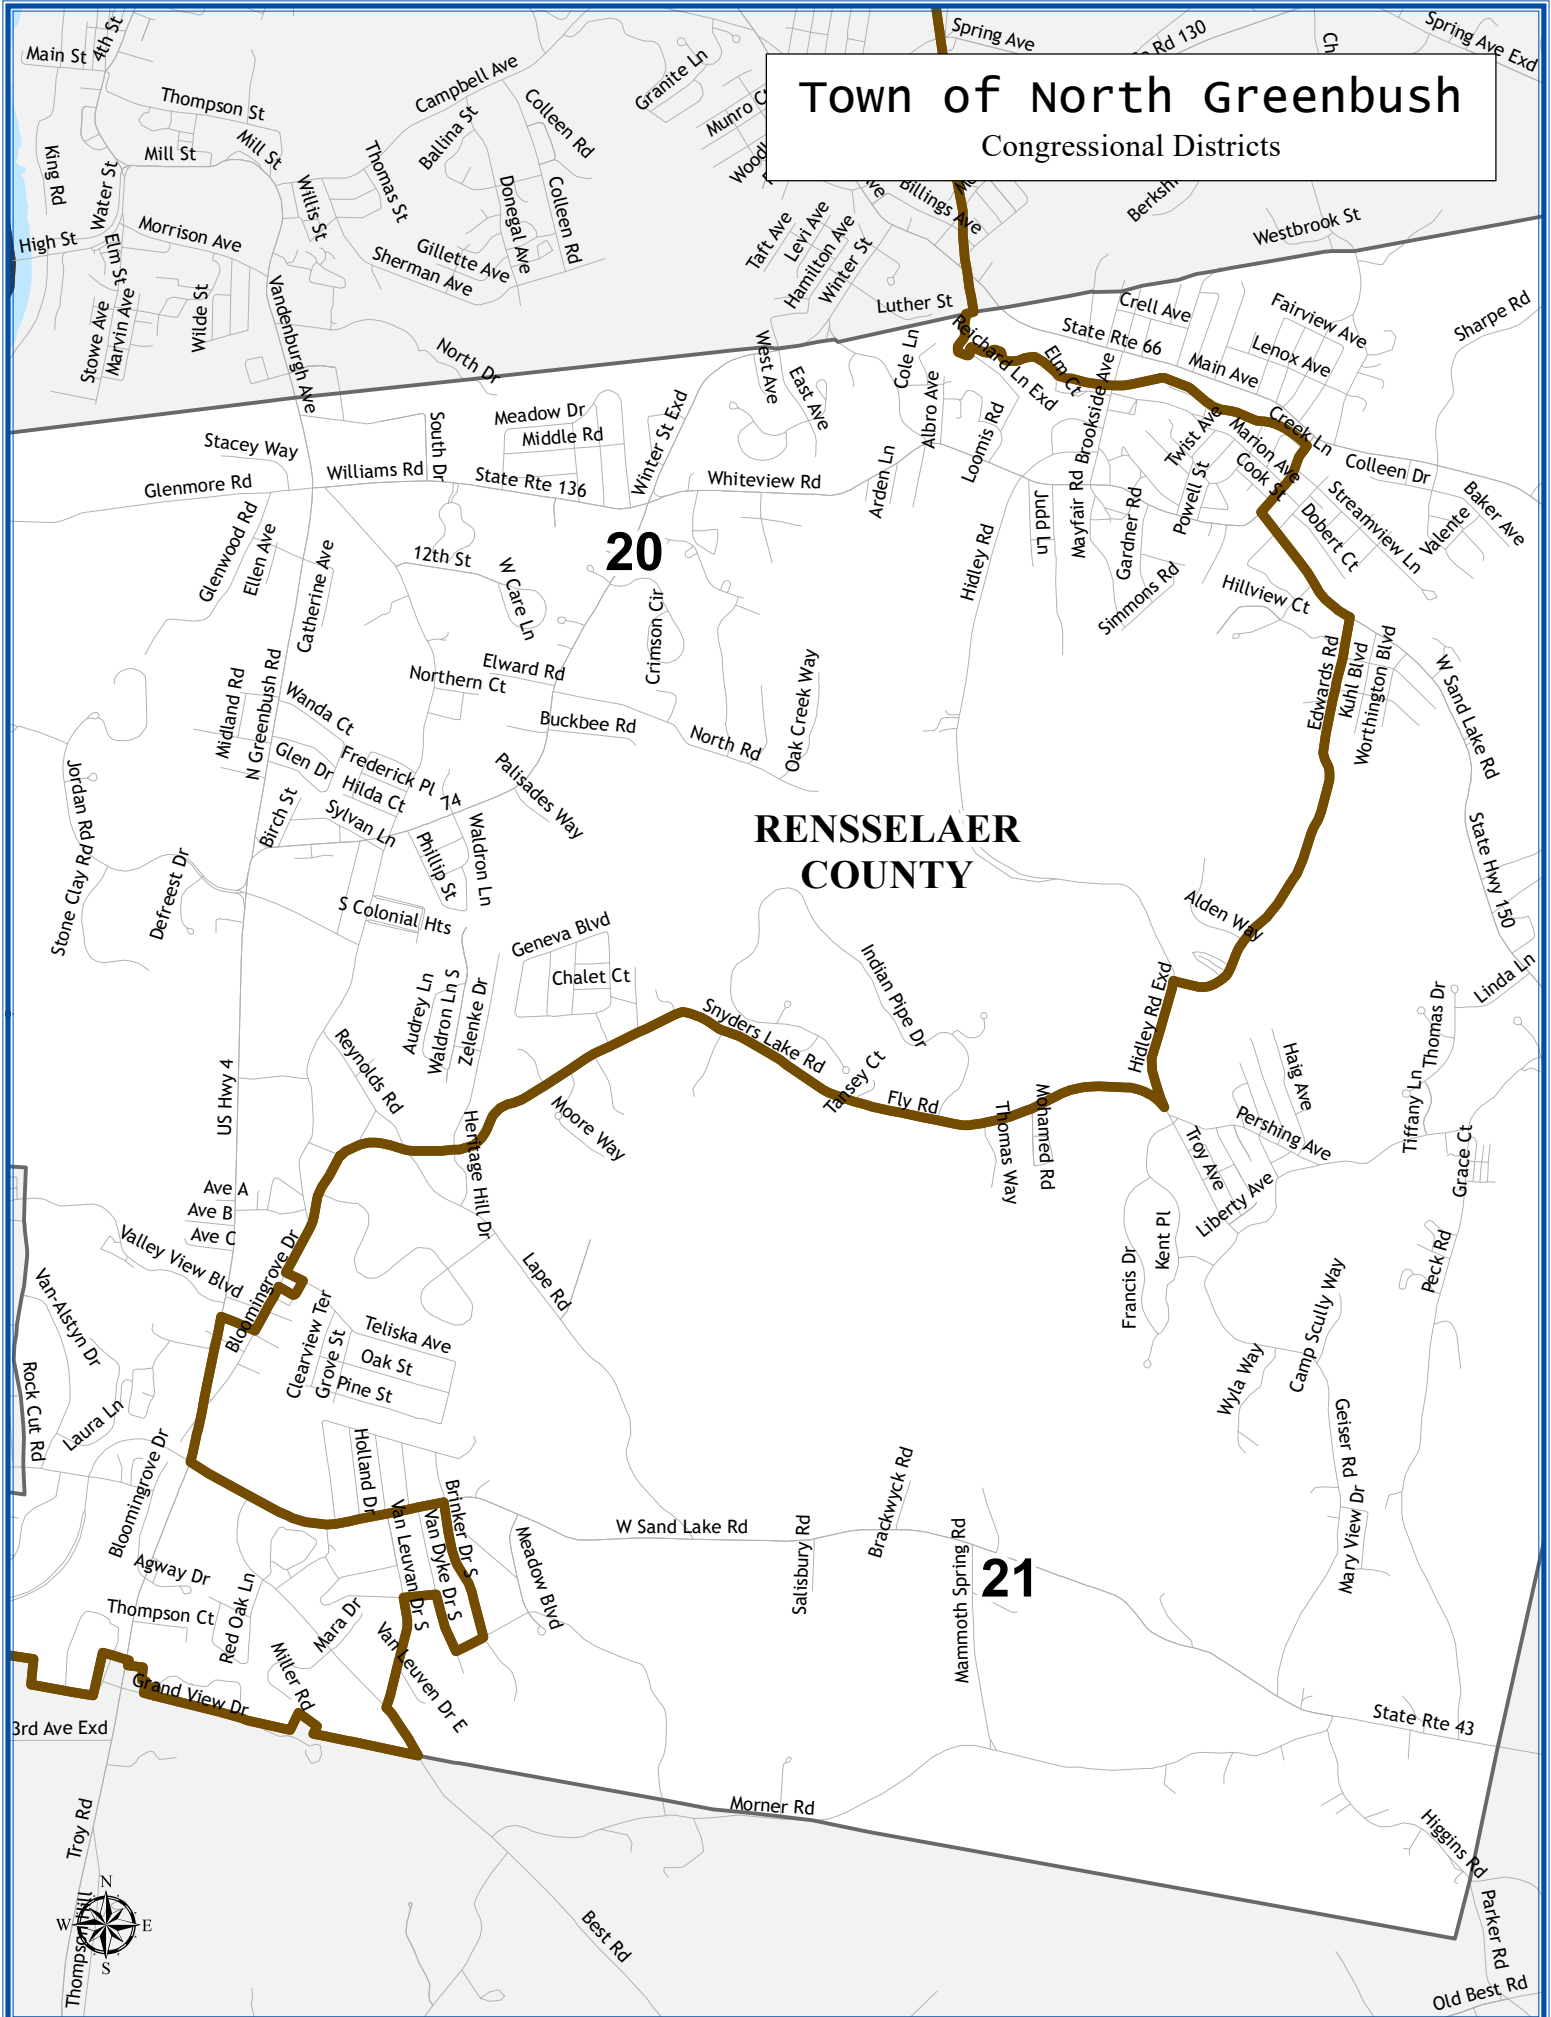 Town of North Greenbush
Congressional Districts
Spring Ave
Rd 130
Ch
Spring Ave Exd
Main St
4th St
Thompson St
Campbell Ave
Granite Ln
Munro
Mill St
Mill St
Ballina St
Colleen Rd
King Rd
Water St
Willis St
Thomas St
Donegal Ave
Colleen Rd
Billings Ave
Westbrook St
High St
Elm St
Morrison Ave
Sherman Ave
Gillette Ave
Taft Ave
Levi Ave
Hamilton Ave
Winter St
Luther St
Stowe Ave
Marvin Ave
Wilde St
Vandenburgh Ave
North Dr
West Ave
East Ave
Cole Ln
Albro Ave
Reichard Ln Exd
Elm Ct
State Rte 66
Crell Ave
Main Ave
Fairview Ave
Lenox Ave
Sharpe Rd
Stacey Way
Glenmore Rd
Williams Rd
South Dr
Meadow Dr
Middle Rd
State Rte 136
Winter St Exd
Whiteview Rd
Arden Ln
Loomis Rd
Brookside Ave
Mayfair Rd
Judd Ln
Gardner Rd
Twist Ave
Powell St
Marion Ave
Cook St
Creek Ln
Colleen Dr
Streamview Ln
Dobert Ct
Valente
Baker Ave
Glenwood Rd
Ellen Ave
Catherine Ave
12th St
W Care Ln
20
Crimson Cir
Hidley Rd
Simmons Rd
Hillview Ct
Midland Rd
N Greenbush Rd
Wanda Ct
Northern Ct
Elward Rd
Buckbee Rd
North Rd
Oak Creek Way
Edwards Rd
Kuhl Blvd
Worthington Blvd
W Sand Lake Rd
Jordan Rd
Glen Dr
Frederick Pl
Hilda Ct
74
Palisades Way
Birch St
Sylvan Ln
Phillip St
Waldron Ln
RENSSELAER
COUNTY
State Hwy 150
Stone Clay Rd
Defreest Dr
S Colonial Hts
Geneva Blvd
Chalet Ct
Indian Pipe Dr
Alden Way
Linda Ln
Audrey Ln
Waldron Ln S
Zelenke Dr
Snyders Lake Rd
Hidley Rd Exd
Thomas Dr
US Hwy 4
Reynolds Rd
Moore Way
Tansey Ct
Fly Rd
Thomas Way
Mohamed Rd
Haig Ave
Pershing Ave
Tiffany Ln
Heritage Hill Dr
Troy Ave
Liberty Ave
Grace Ct
Ave A
Ave B
Ave C
Valley View Blvd
Bloomingrove Dr
Lape Rd
Francis Dr
Kent Pl
Peck Rd
Van-Alstyn Dr
Clearview Ter
Grove St
Teliska Ave
Oak St
Pine St
Wyla Way
Camp Scully Way
Rock Cut Rd
Laura Ln
Bloomingrove Dr
Holland Dr
Van Leuvan Dr S
Van Dyke Dr S
Brinker Dr S
Meadow Blvd
W Sand Lake Rd
Salisbury Rd
Brackwyck Rd
Mammoth Spring Rd
21
Geiser Rd
Mary View Dr
Agway Dr
Thompson Ct
Red Oak Ln
Mara Dr
Miller Rd
Van Leuven Dr E
Grand View Dr
3rd Ave Exd
State Rte 43
Morner Rd
Troy Rd
Higgins Rd
Thompson Hill
N
W
E
S
Best Rd
Parker Rd
Old Best Rd